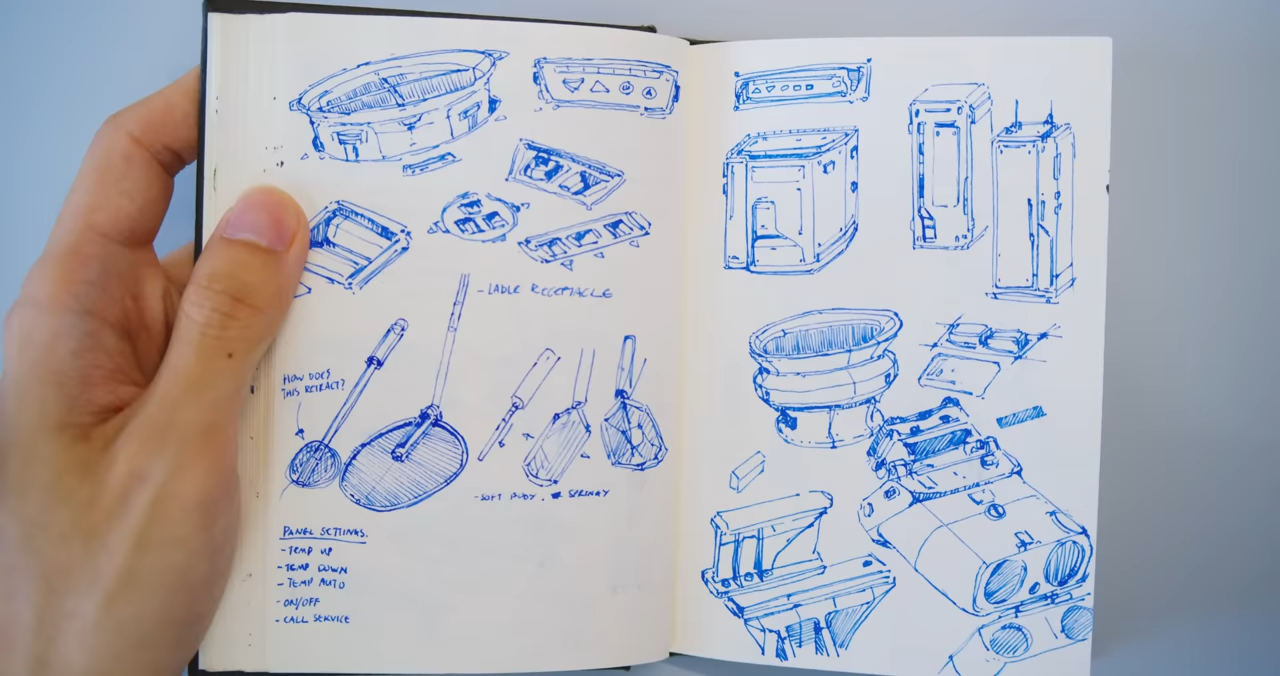 - LADLE RECEPTACLE
HOW DOES
THIS RETRACT?
- SOFT BODY. SPRINGY
PANEL SETTINGS.
- TEMP UP
- TEMP DOWN
- TEMP AUTO
- ON/OFF
- CALL SERVICE